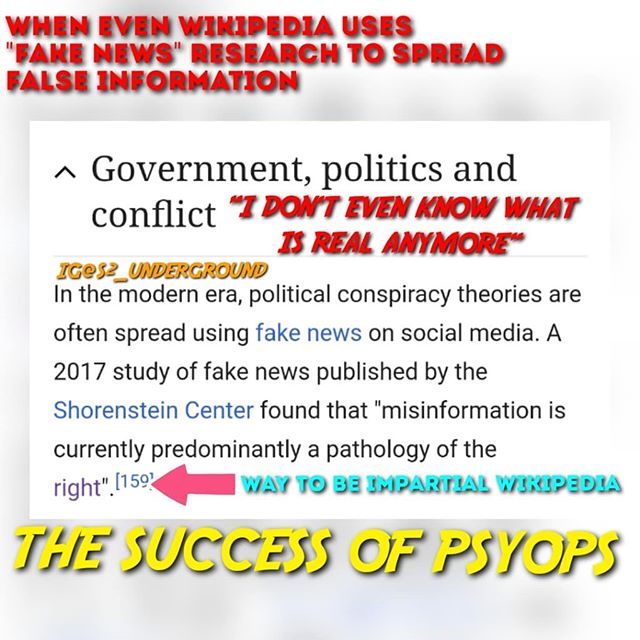 WHEN EVEN WIKIPEDIA USES
"FAKE NEWS" RESEARCH TO SPREAD
FALSE INFORMATION
Government, politics and
conflict "I DON'T EVEN KNOW WHAT
IS REAL ANYMORE"
IG@S2_UNDERGROUND
In the modern era, political conspiracy theories are
often spread using fake news on social media. A
2017 study of fake news published by the
Shorenstein Center found that "misinformation is
currently predominantly a pathology of the
right".[159] WAY TO BE IMPARTIAL WIKIPEDIA
THE SUCCESS OF PSYOPS